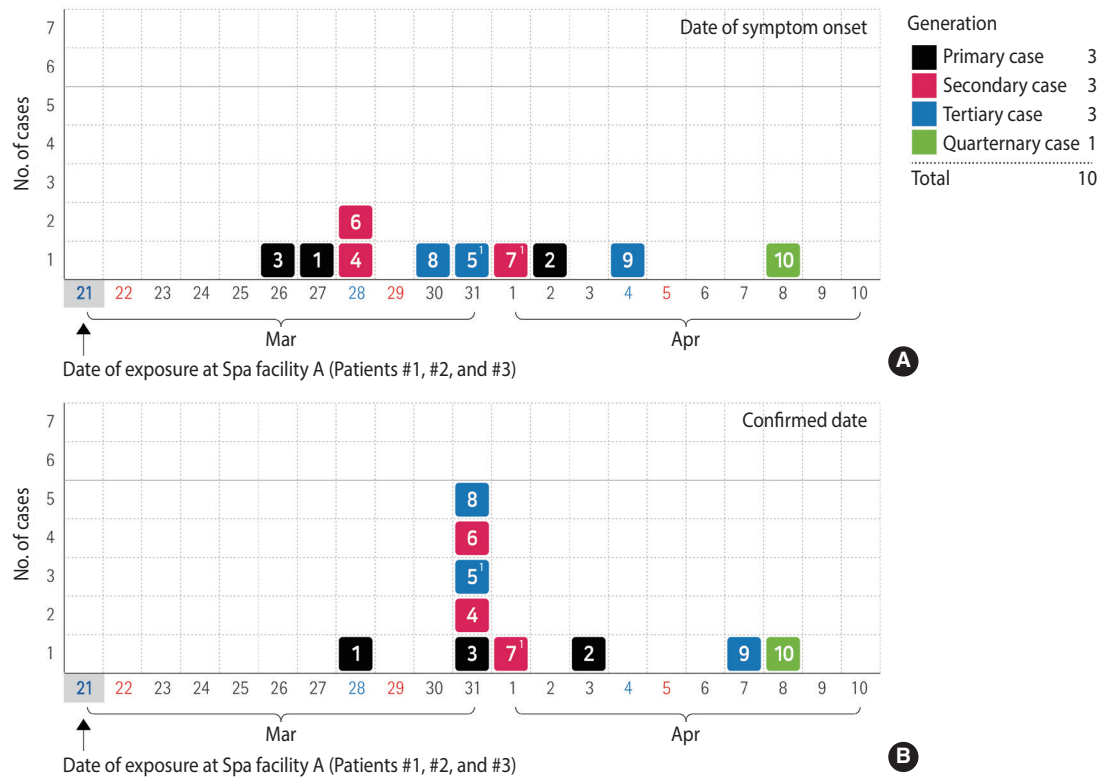 Date of symptom onset
No. of cases
7
6
5
4
3
2
1
6
3 1 4 8 5¹ 7¹ 2 9 10
21 22 23 24 25 26 27 28 29 30 31 1 2 3 4 5 6 7 8 9 10
Mar Apr
Date of exposure at Spa facility A (Patients #1, #2, and #3)
A
Generation
Primary case 3
Secondary case 3
Tertiary case 3
Quarternary case 1
Total 10
Confirmed date
No. of cases
7
6
5
4
3
2
1
8
6
5¹
4
1 3 7¹ 2 9 10
21 22 23 24 25 26 27 28 29 30 31 1 2 3 4 5 6 7 8 9 10
Mar Apr
Date of exposure at Spa facility A (Patients #1, #2, and #3)
B